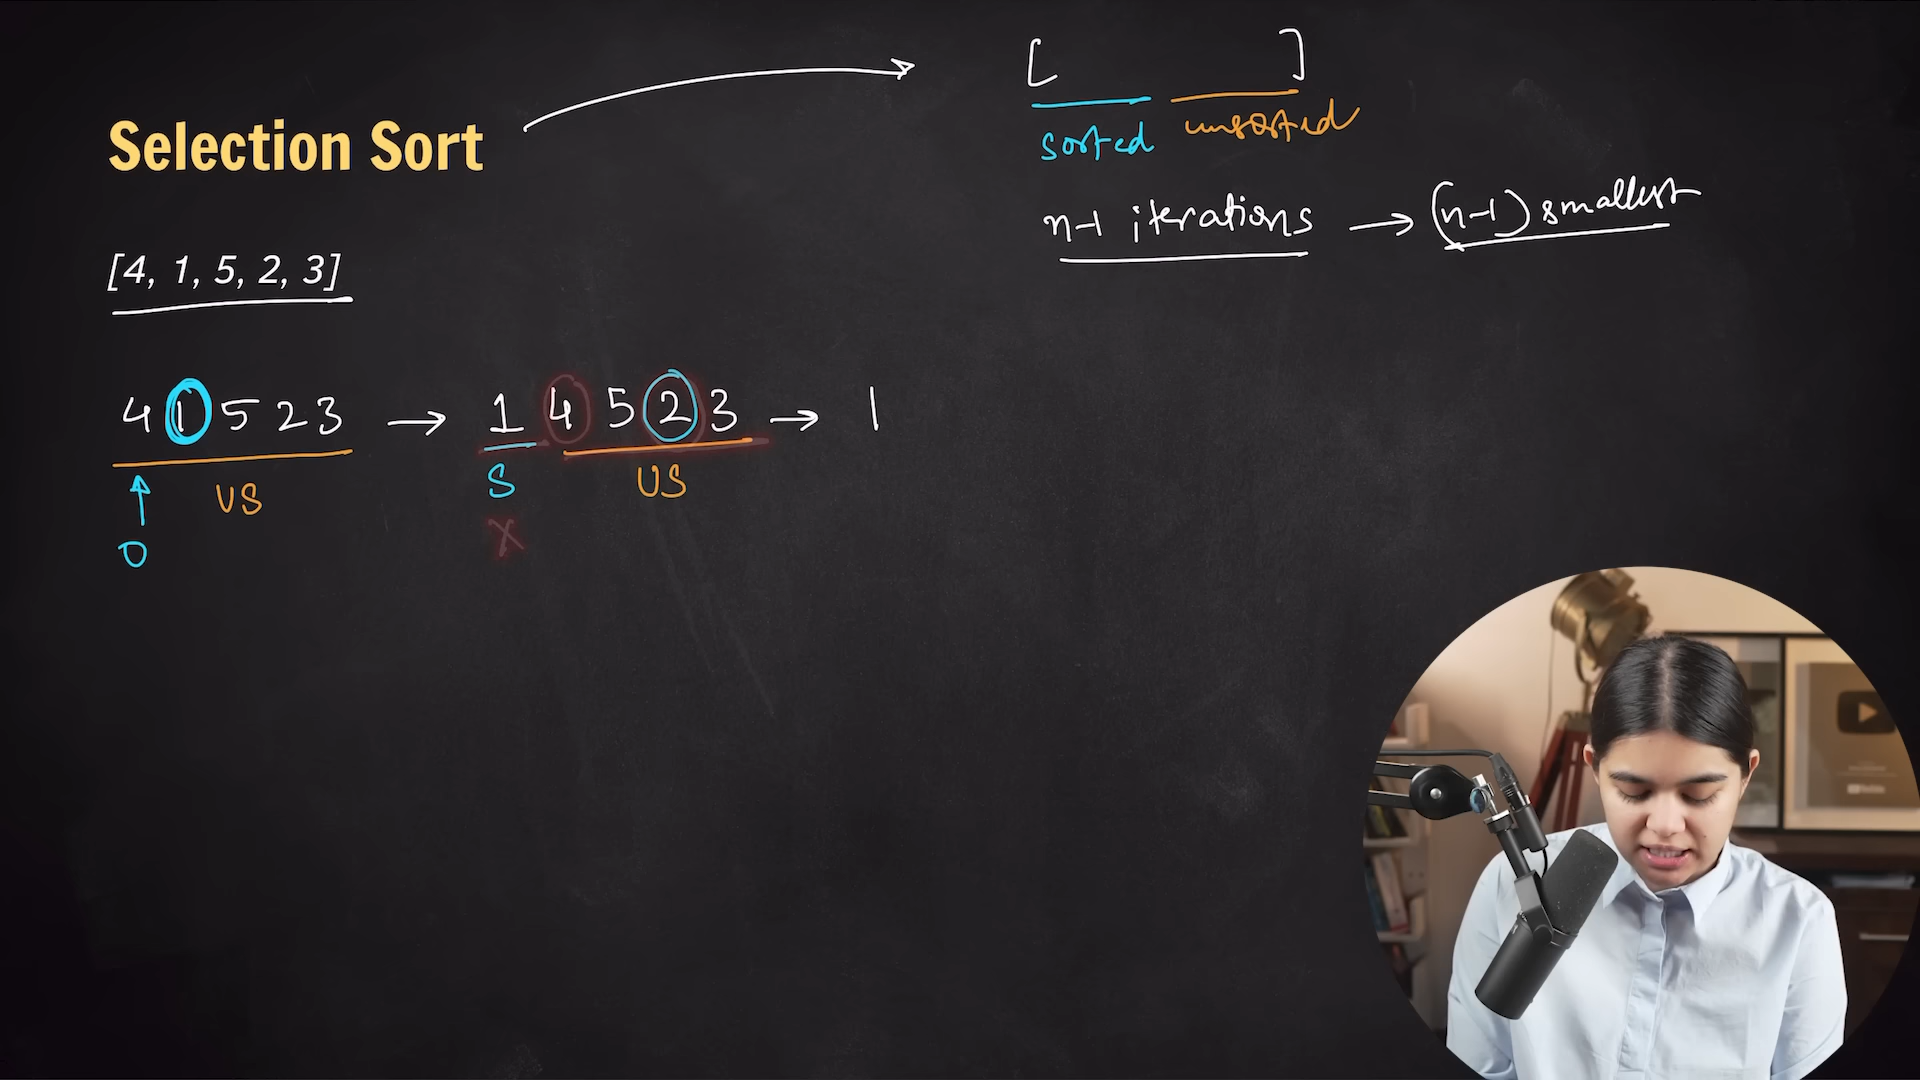 [ ]
sorted unsorted
Selection Sort
n-1 iterations → (n-1) smallest
[4, 1, 5, 2, 3]
4 1 5 2 3 → 1 4 5 2 3 → 1
US S US
0 X